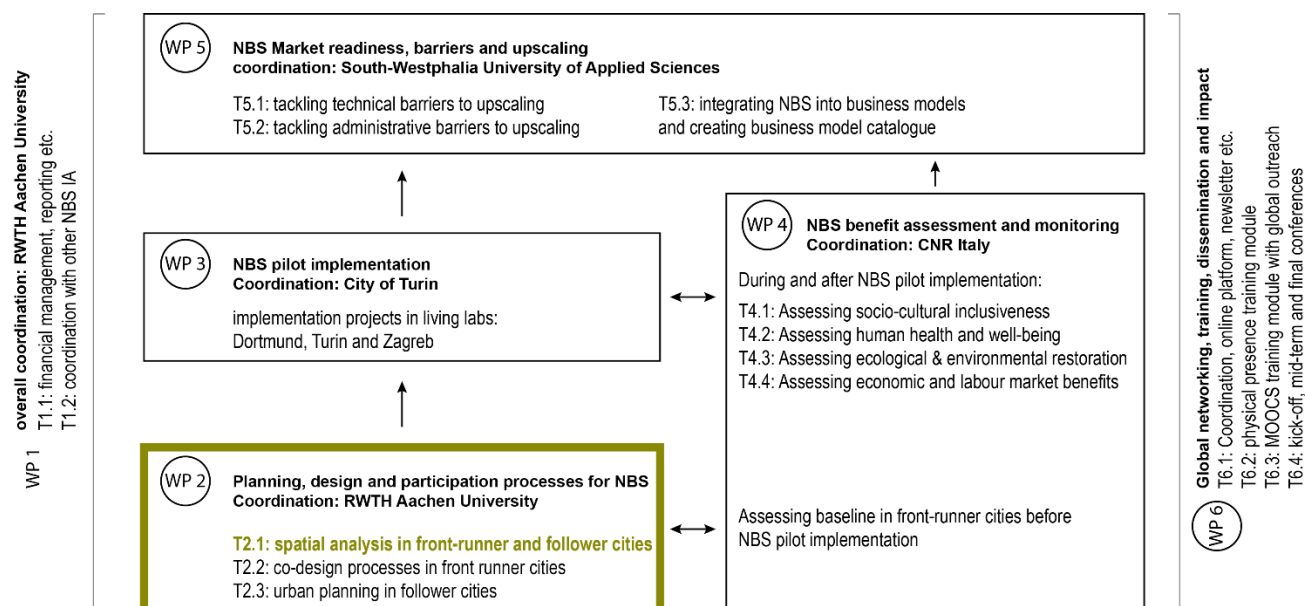 WP 1
overall coordination: RWTH Aachen University
T1.1: financial management, reporting etc.
T1.2: coordination with other NBS IA
WP 5
NBS Market readiness, barriers and upscaling
coordination: South-Westphalia University of Applied Sciences
T5.1: tackling technical barriers to upscaling
T5.2: tackling administrative barriers to upscaling
T5.3: integrating NBS into business models
and creating business model catalogue
WP 3
NBS pilot implementation
Coordination: City of Turin
implementation projects in living labs:
Dortmund, Turin and Zagreb
WP 4
NBS benefit assessment and monitoring
Coordination: CNR Italy
During and after NBS pilot implementation:
T4.1: Assessing socio-cultural inclusiveness
T4.2: Assessing human health and well-being
T4.3: Assessing ecological & environmental restoration
T4.4: Assessing economic and labour market benefits
Assessing baseline in front-runner cities before
NBS pilot implementation
WP 2
Planning, design and participation processes for NBS
Coordination: RWTH Aachen University
T2.1: spatial analysis in front-runner and follower cities
T2.2: co-design processes in front runner cities
T2.3: urban planning in follower cities
WP 6
Global networking, training, dissemination and impact
T6.1: Coordination, online platform, newsletter etc.
T6.2: physical presence training module
T6.3: MOOCS training module with global outreach
T6.4: kick-off, mid-term and final conferences